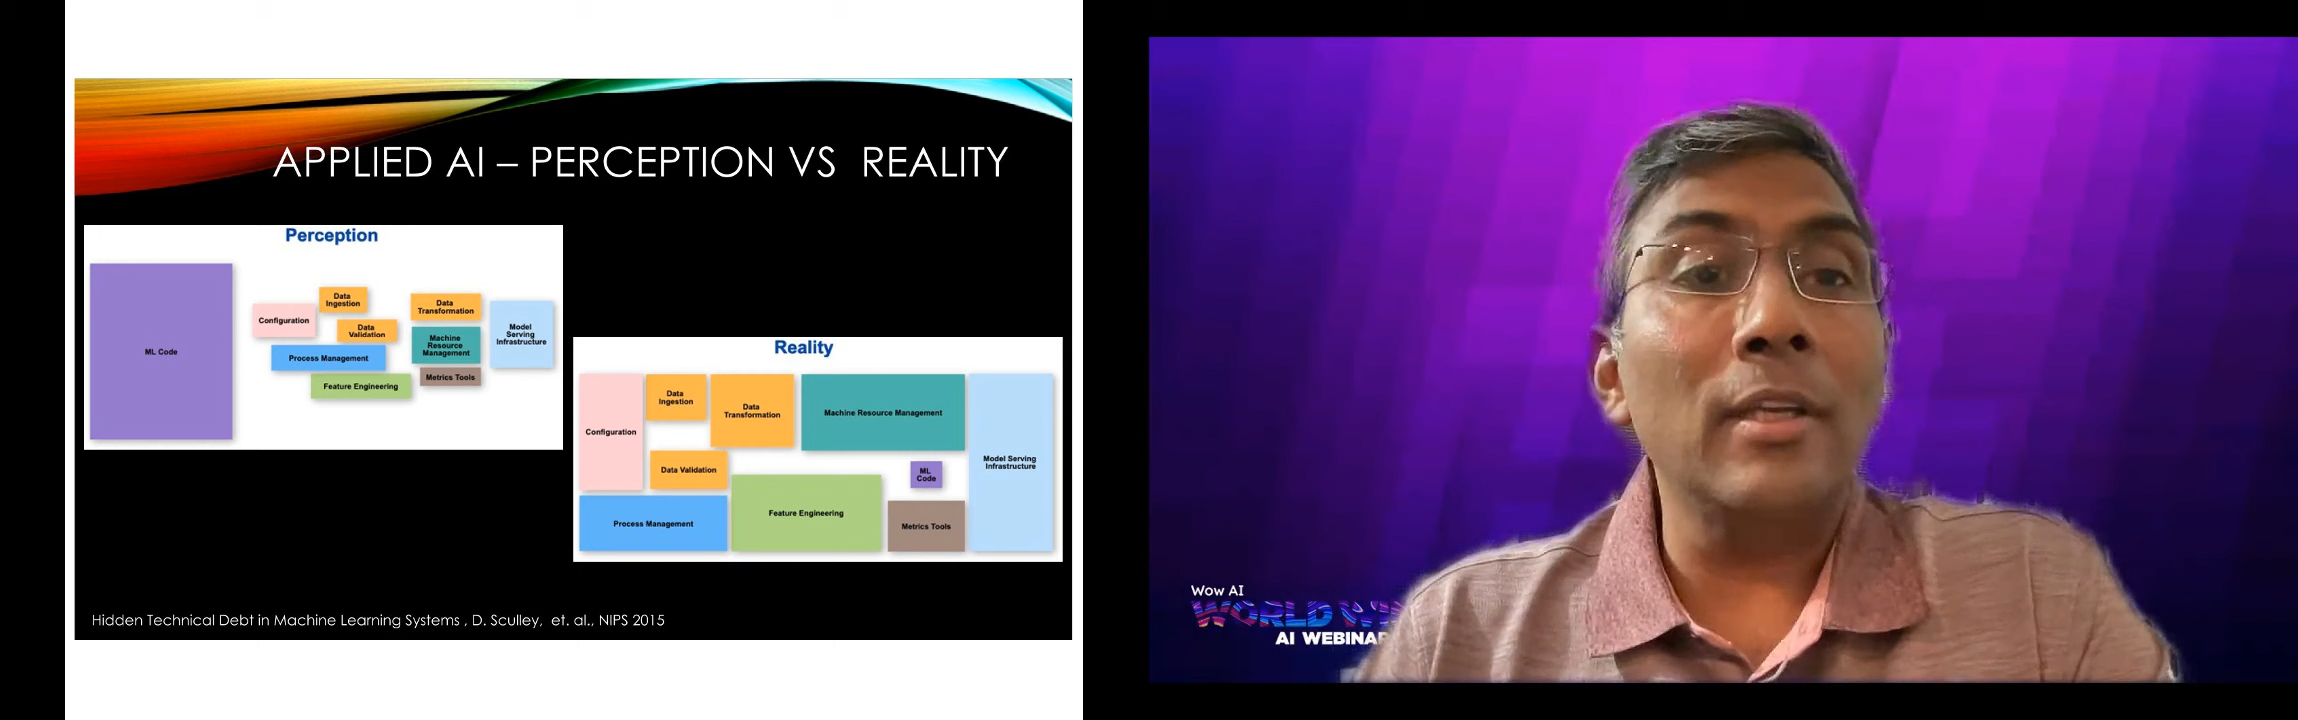 APPLIED AI – PERCEPTION VS REALITY
Perception
ML Code
Configuration
Data
Ingestion
Data
Validation
Process Management
Feature Engineering
Data
Transformation
Machine
Resource
Management
Metrics Tools
Model
Serving
Infrastructure
Reality
Configuration
Data
Ingestion
Data
Transformation
Machine Resource Management
Data Validation
ML
Code
Model Serving
Infrastructure
Process Management
Feature Engineering
Metrics Tools
Hidden Technical Debt in Machine Learning Systems , D. Sculley, et. al., NIPS 2015
Wow AI
WORLD
AI WEBINA